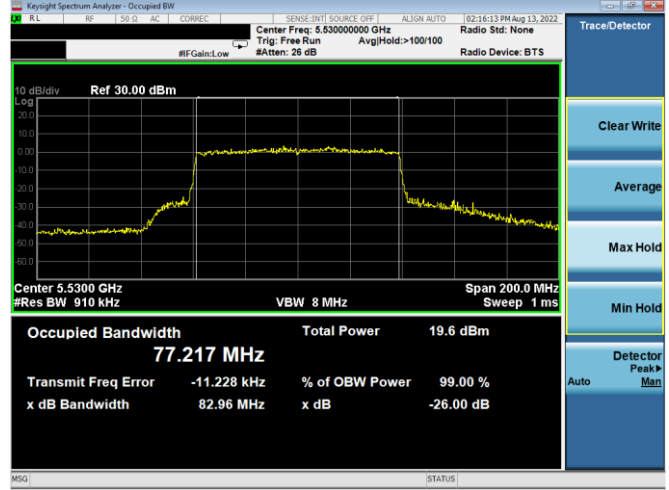 Keysight Spectrum Analyzer - Occupied BW
RL RF 50 Ω AC CORREC SENSE:INT SOURCE OFF ALIGN AUTO 02:16:13 PM Aug 13, 2022
Center Freq: 5.530000000 GHz Radio Std: None
Trig: Free Run Avg|Hold:>100/100
#IFGain:Low #Atten: 26 dB Radio Device: BTS
Trace/Detector
10 dB/div Ref 30.00 dBm
Log
20.0
10.0
0.00
-10.0
-20.0
-30.0
-40.0
-50.0
-60.0
Center 5.5300 GHz Span 200.0 MHz
#Res BW 910 kHz VBW 8 MHz Sweep 1 ms
Occupied Bandwidth Total Power 19.6 dBm
77.217 MHz
Transmit Freq Error -11.228 kHz % of OBW Power 99.00 %
x dB Bandwidth 82.96 MHz x dB -26.00 dB
Clear Write
Average
Max Hold
Min Hold
Detector
Peak▶
Auto Man
MSG STATUS